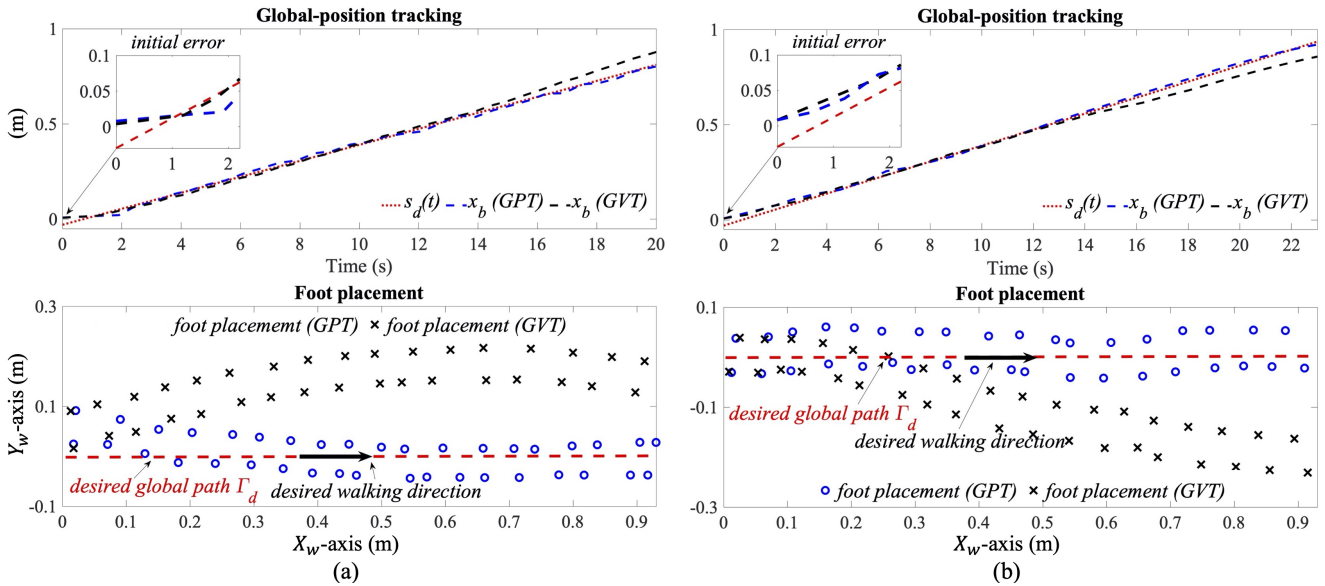 Global-position tracking
1
0.5
0
(m)
initial error
0.1
0.05
0
0 1 2
s_d(t) x_b (GPT) x_b (GVT)
0 2 4 6 8 10 12 14 16 18 20
Time (s)
Foot placement
0.3
0.1
-0.1
Y_w-axis (m)
foot placememt (GPT) foot placement (GVT)
desired global path Γ_d
desired walking direction
0 0.1 0.2 0.3 0.4 0.5 0.6 0.7 0.8 0.9
X_w-axis (m)
(a)
Global-position tracking
1
0.5
0
initial error
0.1
0.05
0
0 1 2
s_d(t) x_b (GPT) x_b (GVT)
0 2 4 6 8 10 12 14 16 18 20 22
Time (s)
Foot placement
0.1
-0.1
-0.3
desired global path Γ_d
desired walking direction
foot placement (GPT) foot placement (GVT)
0 0.1 0.2 0.3 0.4 0.5 0.6 0.7 0.8 0.9
X_w-axis (m)
(b)